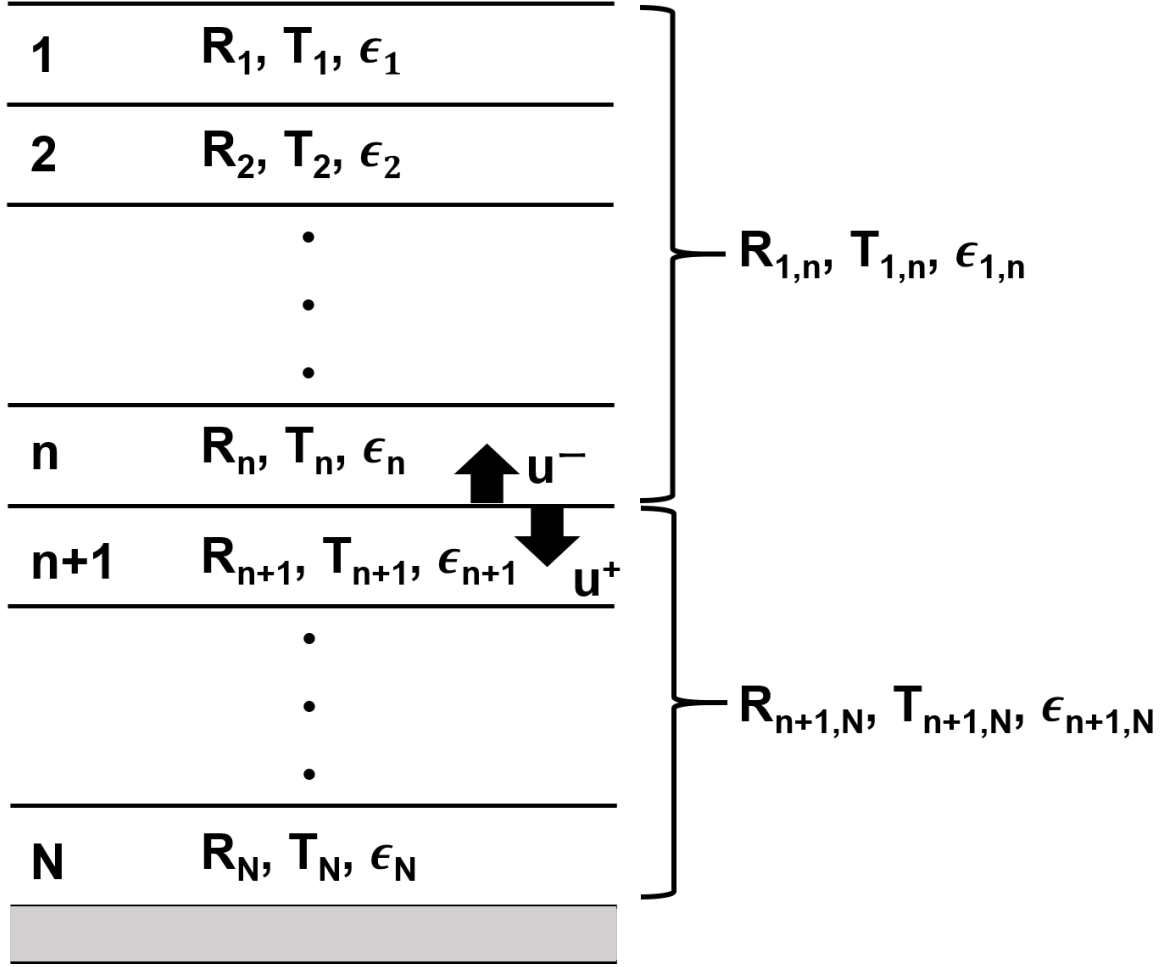 1 R₁, T₁, ϵ₁
2 R₂, T₂, ϵ₂
R₁,ₙ, T₁,ₙ, ϵ₁,ₙ
n Rₙ, Tₙ, ϵₙ u⁻
n+1 Rₙ₊₁, Tₙ₊₁, ϵₙ₊₁ u⁺
Rₙ₊₁,N, Tₙ₊₁,N, ϵₙ₊₁,N
N R_N, T_N, ϵ_N